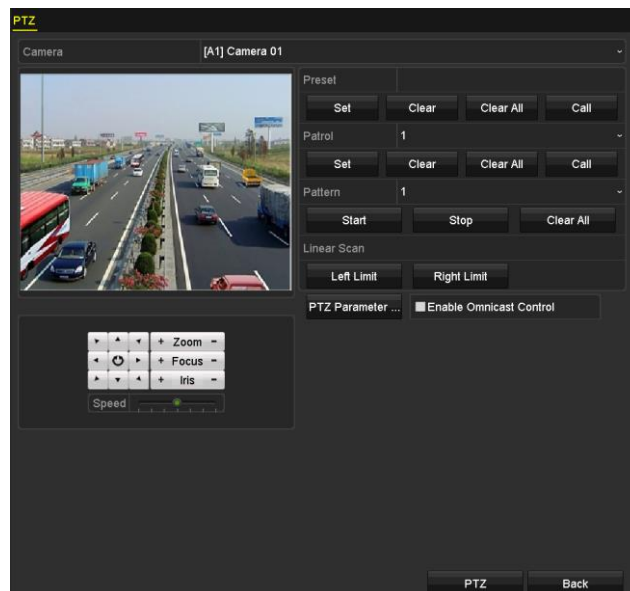 PTZ
Camera [A1] Camera 01
Preset
Set Clear Clear All Call
Patrol 1
Set Clear Clear All Call
Pattern 1
Start Stop Clear All
Linear Scan
Left Limit Right Limit
PTZ Parameter ... Enable Omnicast Control
+ Zoom -
+ Focus -
+ Iris -
Speed
PTZ Back